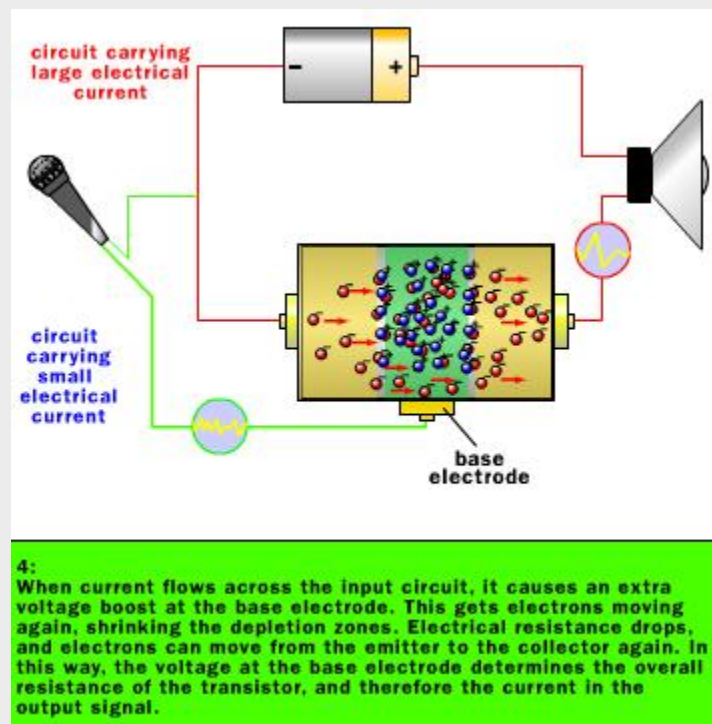 circuit carrying
large electrical
current
- +
circuit
carrying
small
electrical
current
base
electrode
4:
When current flows across the input circuit, it causes an extra
voltage boost at the base electrode. This gets electrons moving
again, shrinking the depletion zones. Electrical resistance drops,
and electrons can move from the emitter to the collector again. In
this way, the voltage at the base electrode determines the overall
resistance of the transistor, and therefore the current in the
output signal.